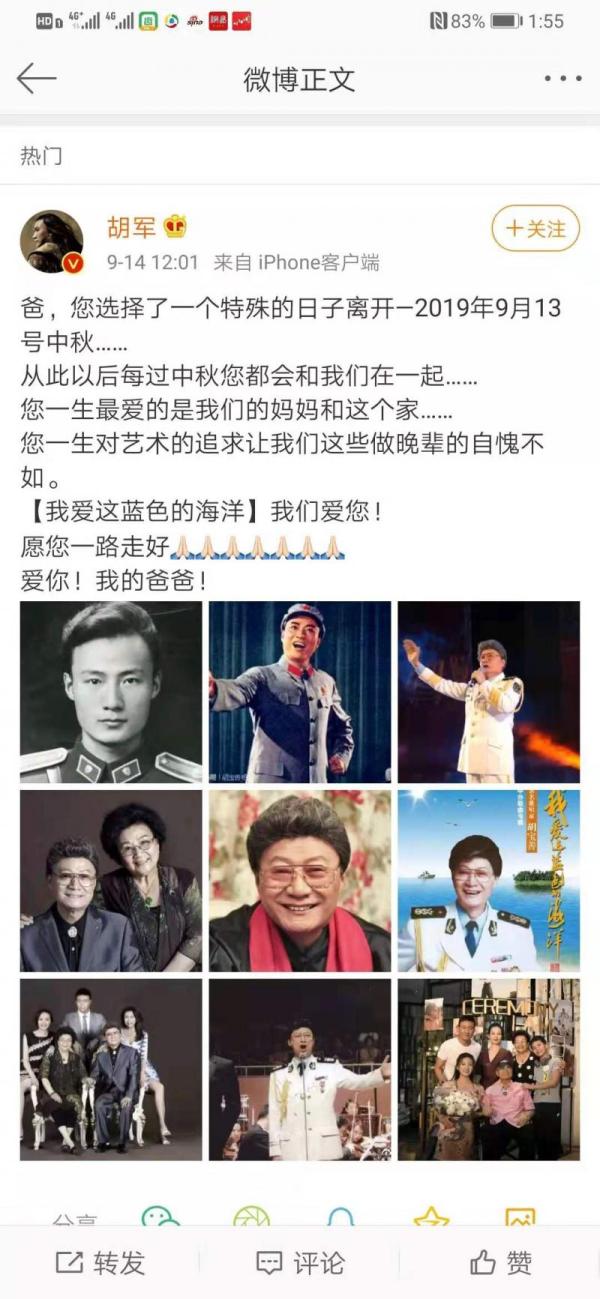 HD 4G+ 4G sina 83% 1:55
微博正文
热门
胡军
+关注
9-14 12:01 来自 iPhone客户端
爸，您选择了一个特殊的日子离开—2019年9月13
号中秋……
从此以后每过中秋您都会和我们在一起……
您一生最爱的是我们的妈妈和这个家……
您一生对艺术的追求让我们这些做晚辈的自愧不
如。
【我爱这蓝色的海洋】我们爱您！
愿您一路走好🙏🏻🙏🏻🙏🏻🙏🏻🙏🏻🙏🏻🙏🏻
爱你！我的爸爸！
胡宝善
我爱这蓝色的海洋
CEREMONY
分享
转发 评论 赞